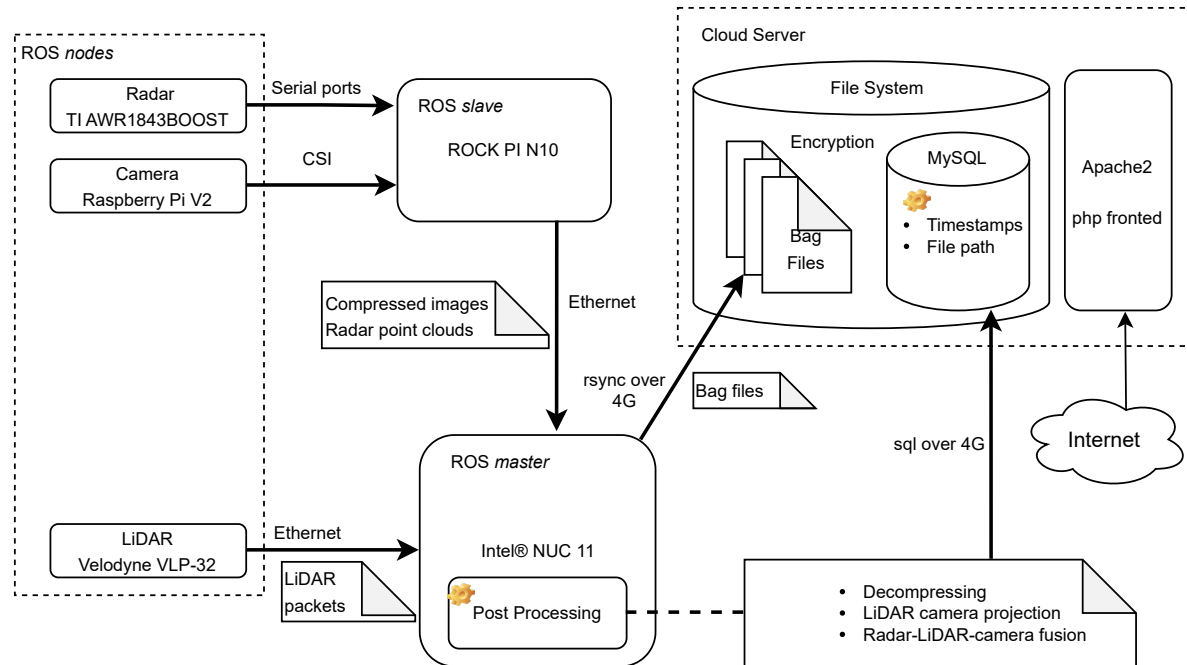 ROS nodes
Radar
TI AWR1843BOOST
Serial ports
Camera
Raspberry Pi V2
CSI
ROS slave
ROCK PI N10
Compressed images
Radar point clouds
Ethernet
LiDAR
Velodyne VLP-32
Ethernet
LiDAR
packets
ROS master
Intel® NUC 11
Post Processing
rsync over
4G
Bag files
Cloud Server
File System
Encryption
Bag
Files
MySQL
• Timestamps
• File path
Apache2
php fronted
Internet
sql over 4G
• Decompressing
• LiDAR camera projection
• Radar-LiDAR-camera fusion